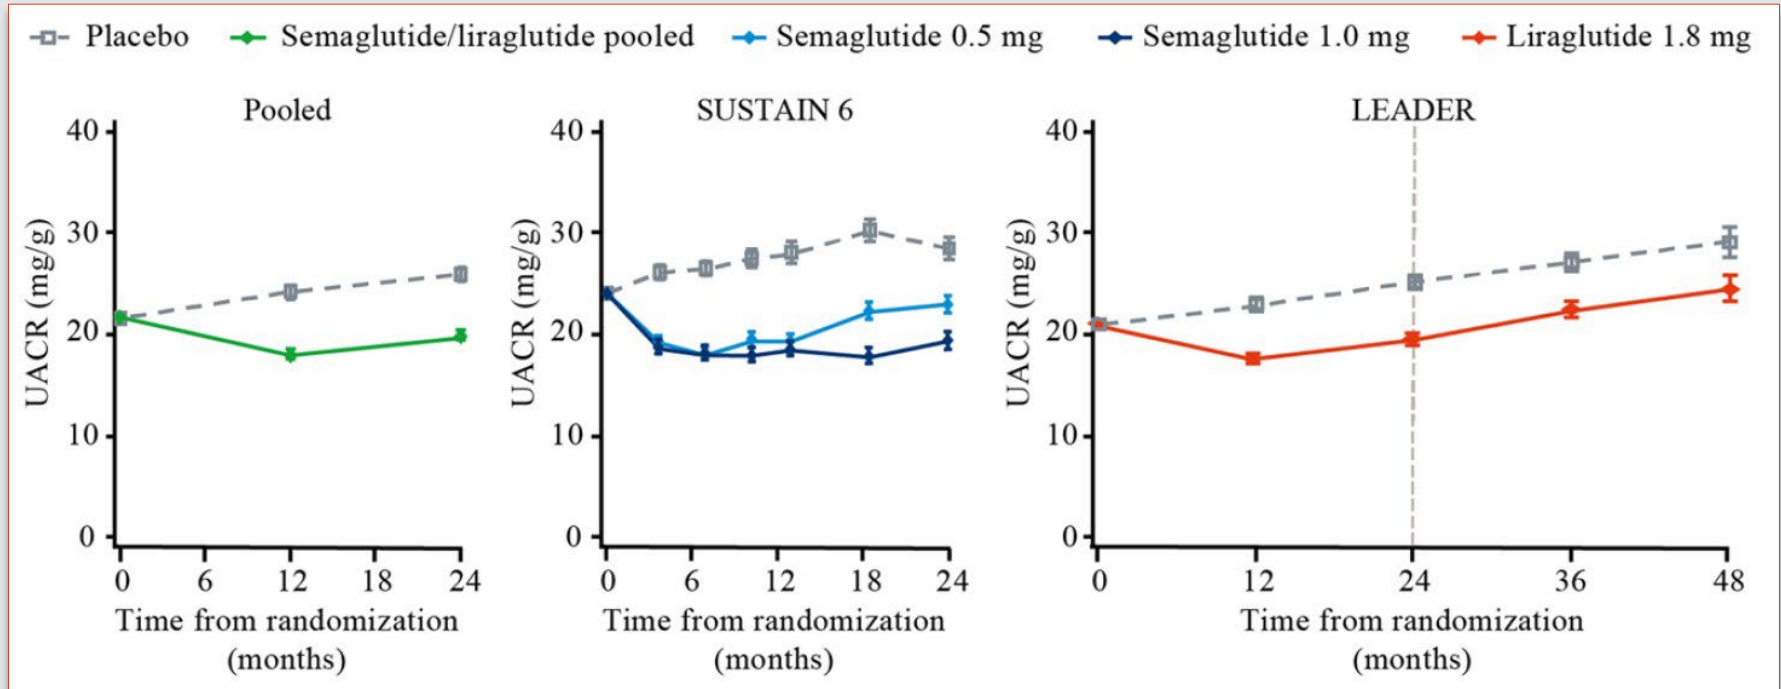 Placebo Semaglutide/liraglutide pooled Semaglutide 0.5 mg Semaglutide 1.0 mg Liraglutide 1.8 mg
Pooled
UACR (mg/g)
40
30
20
10
0
0 6 12 18 24
Time from randomization
(months)
SUSTAIN 6
UACR (mg/g)
40
30
20
10
0
0 6 12 18 24
Time from randomization
(months)
LEADER
UACR (mg/g)
40
30
20
10
0
0 12 24 36 48
Time from randomization
(months)